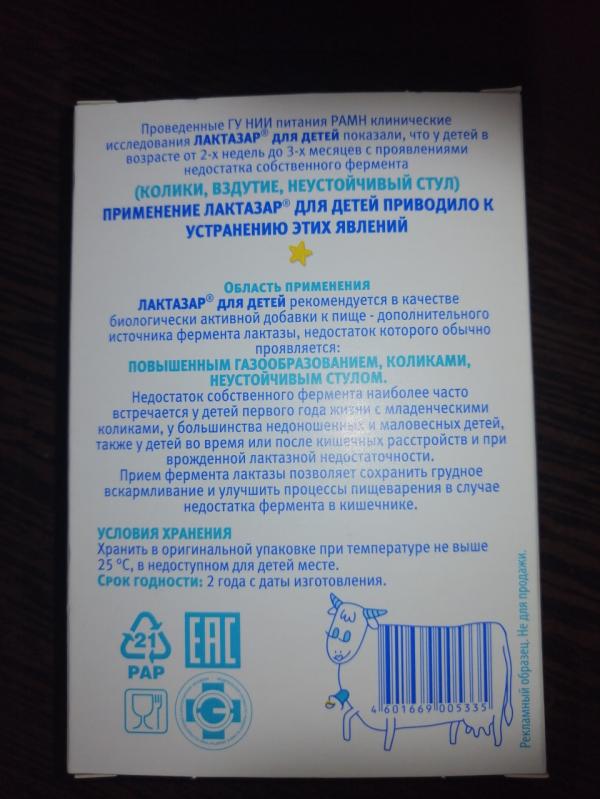 Проведенные ГУ НИИ питания РАМН клинические
исследования ЛАКТАЗАР® ДЛЯ ДЕТЕЙ показали, что у детей в
возрасте от 2-х недель до 3-х месяцев с проявлениями
недостатка собственного фермента
(КОЛИКИ, ВЗДУТИЕ, НЕУСТОЙЧИВЫЙ СТУЛ)
ПРИМЕНЕНИЕ ЛАКТАЗАР® ДЛЯ ДЕТЕЙ ПРИВОДИЛО К
УСТРАНЕНИЮ ЭТИХ ЯВЛЕНИЙ
ОБЛАСТЬ ПРИМЕНЕНИЯ
ЛАКТАЗАР® ДЛЯ ДЕТЕЙ рекомендуется в качестве
биологически активной добавки к пище - дополнительного
источника фермента лактазы, недостаток которого обычно
проявляется:
ПОВЫШЕННЫМ ГАЗООБРАЗОВАНИЕМ, КОЛИКАМИ,
НЕУСТОЙЧИВЫМ СТУЛОМ.
Недостаток собственного фермента наиболее часто
встречается у детей первого года жизни с младенческими
коликами, у большинства недоношенных и маловесных детей,
также у детей во время или после кишечных расстройств и при
врожденной лактазной недостаточности.
Прием фермента лактазы позволяет сохранить грудное
вскармливание и улучшить процессы пищеварения в случае
недостатка фермента в кишечнике.
УСЛОВИЯ ХРАНЕНИЯ
Хранить в оригинальной упаковке при температуре не выше
25 °С, в недоступном для детей месте.
СРОК ГОДНОСТИ: 2 года с даты изготовления.
21
PAP
EAC
4 601669 005335
Рекламный образец. Не для продажи.